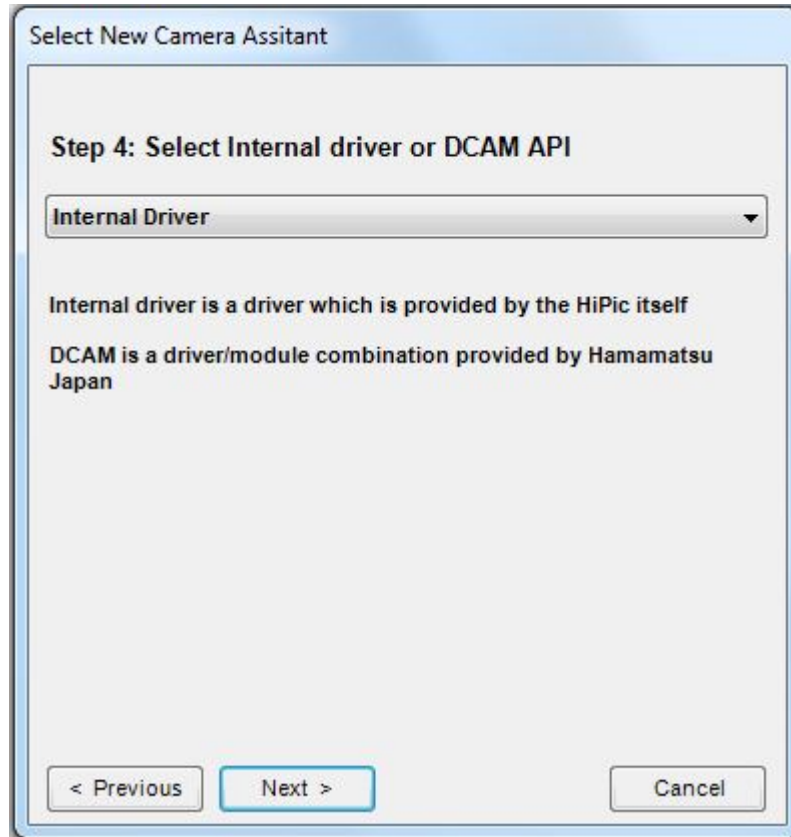 Select New Camera Assitant
Step 4: Select Internal driver or DCAM API
Internal Driver
Internal driver is a driver which is provided by the HiPic itself
DCAM is a driver/module combination provided by Hamamatsu
Japan
< Previous
Next >
Cancel